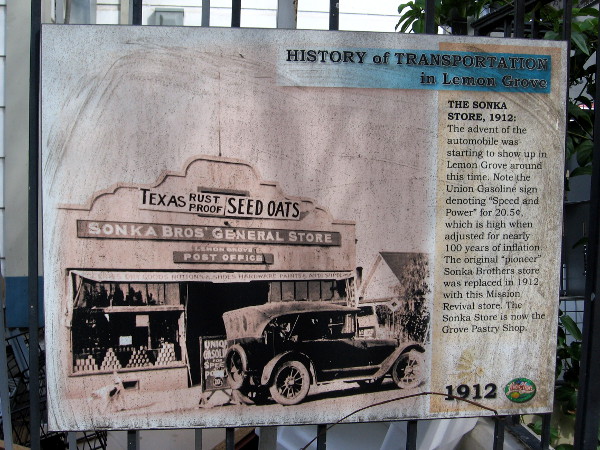 HISTORY of TRANSPORTATION
in Lemon Grove
THE SONKA
STORE, 1912:
The advent of the
automobile was
starting to show up in
Lemon Grove around
this time. Note the
Union Gasoline sign
denoting "Speed and
Power" for 20.5¢,
which is high when
adjusted for nearly
100 years of inflation.
The original "pioneer"
Sonka Brothers store
was replaced in 1912
with this Mission
Revival store. The
Sonka Store is now the
Grove Pastry Shop.
1912
TEXAS RUST PROOF SEED OATS
SONKA BROS' GENERAL STORE
LEMON GROVE
POST OFFICE
UNION
GASOLINE